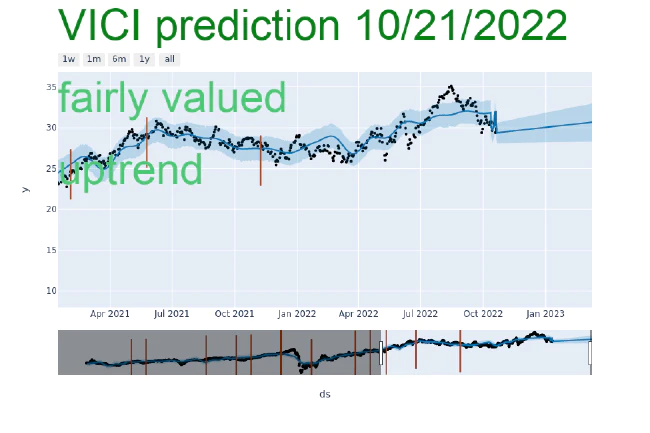 VICI prediction 10/21/2022
1w 1m 6m 1y all
fairly valued
uptrend
35
30
25
20
15
10
y
Apr 2021 Jul 2021 Oct 2021 Jan 2022 Apr 2022 Jul 2022 Oct 2022 Jan 2023
ds